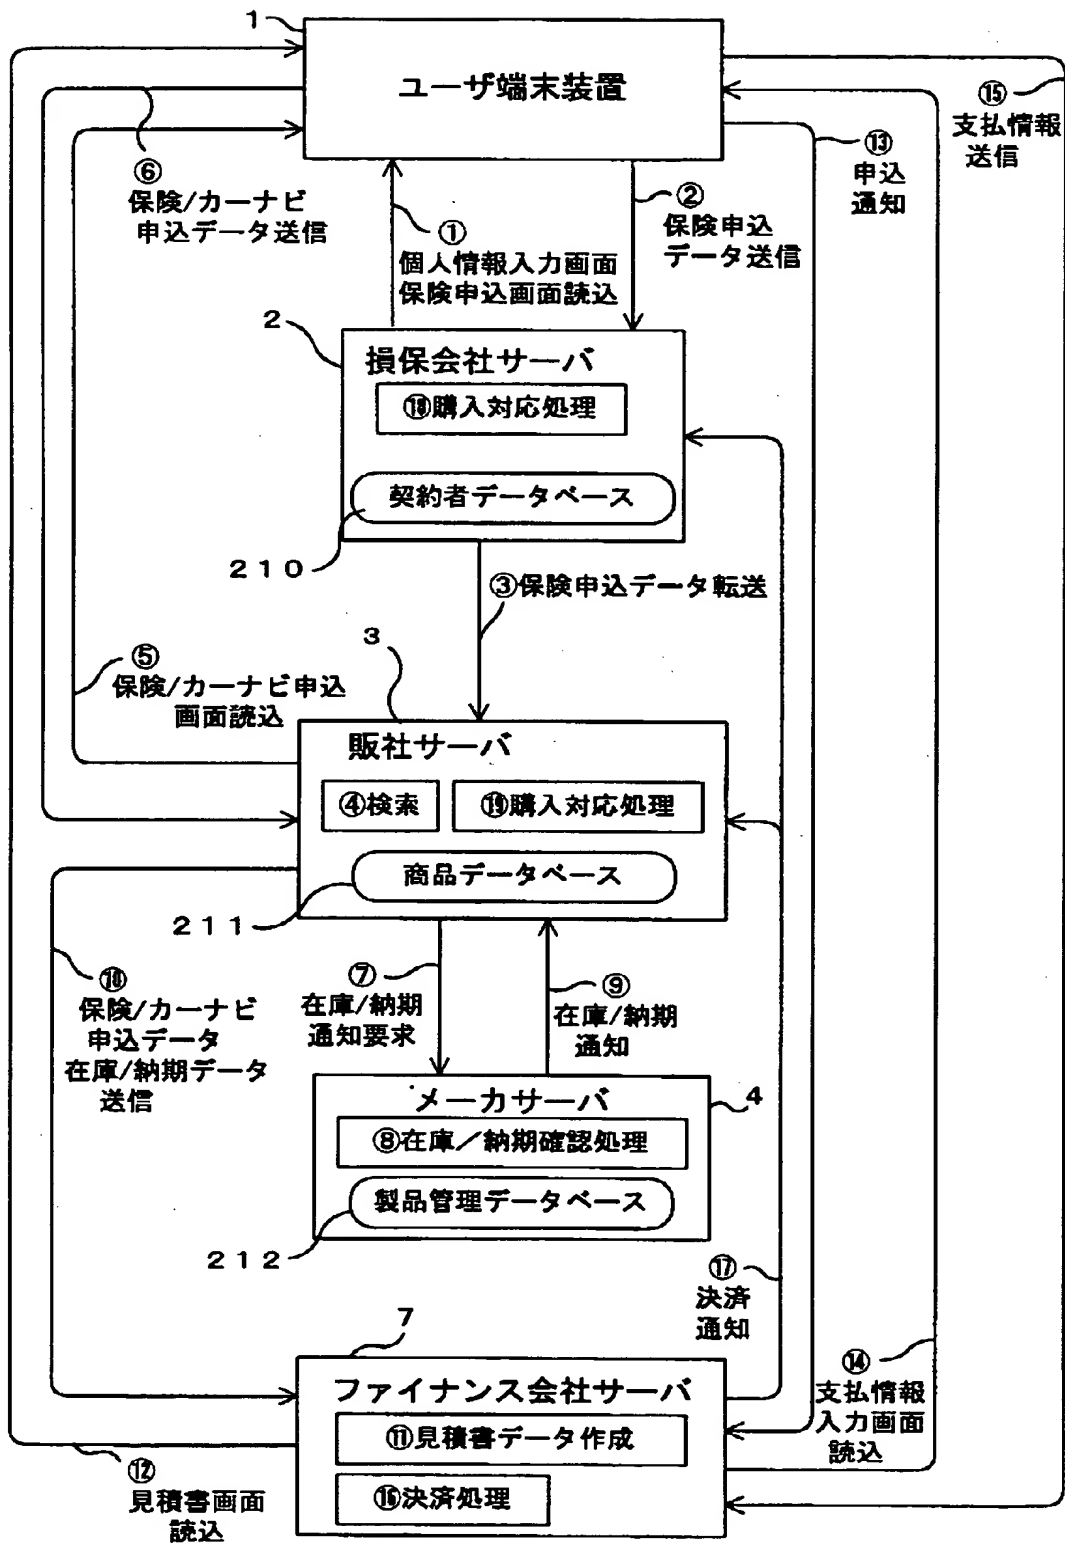 1
ユーザ端末装置
⑥
保険/カーナビ
申込データ送信
①
個人情報入力画面
保険申込画面読込
②
保険申込
データ送信
⑬
申込
通知
⑮
支払情報
送信
2
損保会社サーバ
⑱購入対応処理
契約者データベース
210
③保険申込データ転送
⑤
保険/カーナビ申込
画面読込
3
販社サーバ
④検索
⑲購入対応処理
商品データベース
211
⑩
保険/カーナビ
申込データ
在庫/納期データ
送信
⑦
在庫/納期
通知要求
⑨
在庫/納期
通知
4
メーカサーバ
⑧在庫/納期確認処理
製品管理データベース
212
⑰
決済
通知
7
ファイナンス会社サーバ
⑪見積書データ作成
⑯決済処理
⑭
支払情報
入力画面
読込
⑫
見積書画面
読込